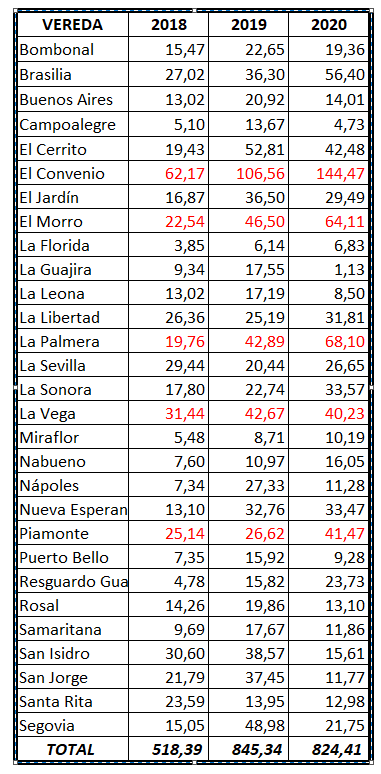 VEREDA 2018 2019 2020
Bombonal 15,47 22,65 19,36
Brasilia 27,02 36,30 56,40
Buenos Aires 13,02 20,92 14,01
Campoalegre 5,10 13,67 4,73
El Cerrito 19,43 52,81 42,48
El Convenio 62,17 106,56 144,47
El Jardín 16,87 36,50 29,49
El Morro 22,54 46,50 64,11
La Florida 3,85 6,14 6,83
La Guajira 9,34 17,55 1,13
La Leona 13,02 17,19 8,50
La Libertad 26,36 25,19 31,81
La Palmera 19,76 42,89 68,10
La Sevilla 29,44 20,44 26,65
La Sonora 17,80 22,74 33,57
La Vega 31,44 42,67 40,23
Miraflor 5,48 8,71 10,19
Nabueno 7,60 10,97 16,05
Nápoles 7,34 27,33 11,28
Nueva Esperan 13,10 32,76 33,47
Piamonte 25,14 26,62 41,47
Puerto Bello 7,35 15,92 9,28
Resguardo Gua 4,78 15,82 23,73
Rosal 14,26 19,86 13,10
Samaritana 9,69 17,67 11,86
San Isidro 30,60 38,57 15,61
San Jorge 21,79 37,45 11,77
Santa Rita 23,59 13,95 12,98
Segovia 15,05 48,98 21,75
TOTAL 518,39 845,34 824,41